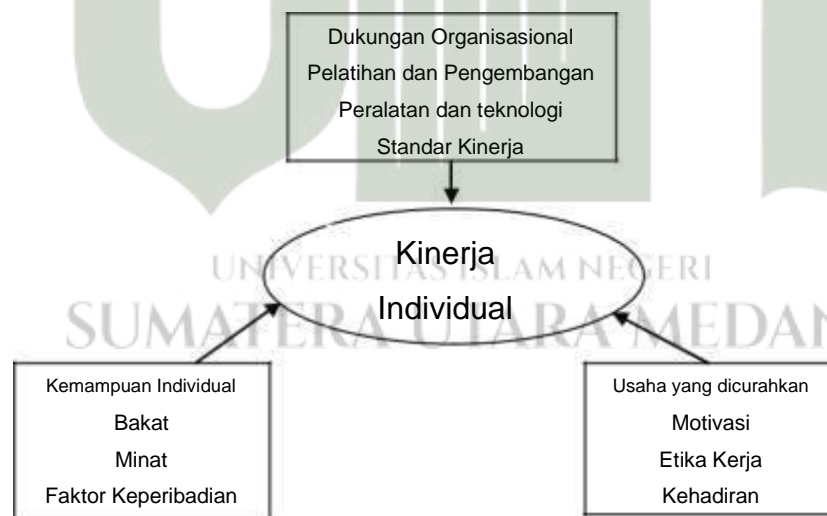 Dukungan Organisasional
Pelatihan dan Pengembangan
Peralatan dan teknologi
Standar Kinerja
Kinerja
Individual
UNIVERSITAS ISLAM NEGERI
SUMATERA UTARA MEDAN
Kemampuan Individual
Bakat
Minat
Faktor Keperibadian
Usaha yang dicurahkan
Motivasi
Etika Kerja
Kehadiran